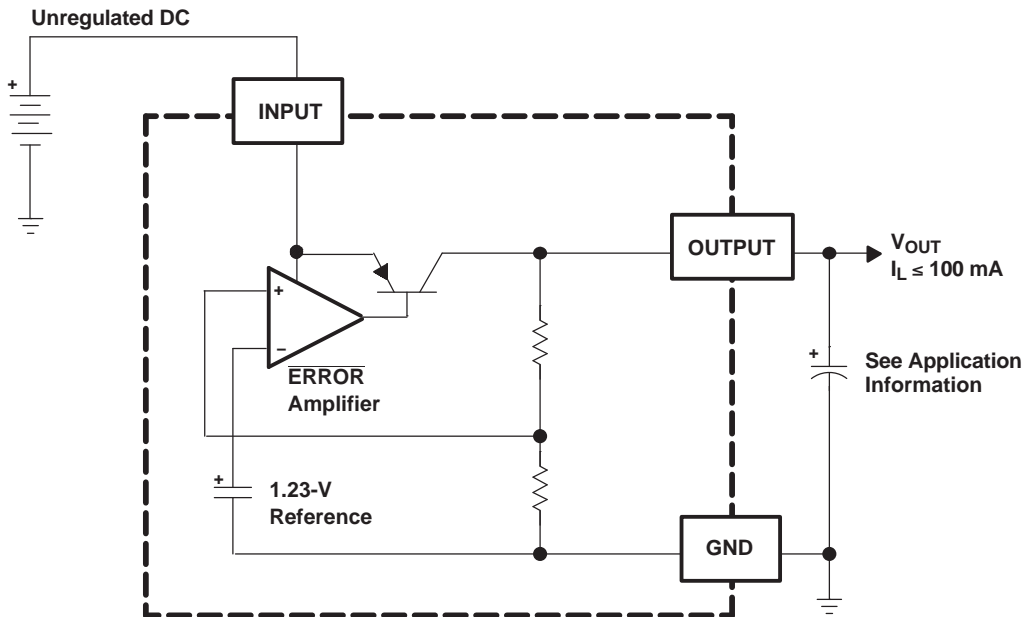 Unregulated DC
+
INPUT
OUTPUT
VOUT
IL ≤ 100 mA
+
−
ERROR
Amplifier
+
See Application
Information
+
1.23-V
Reference
GND